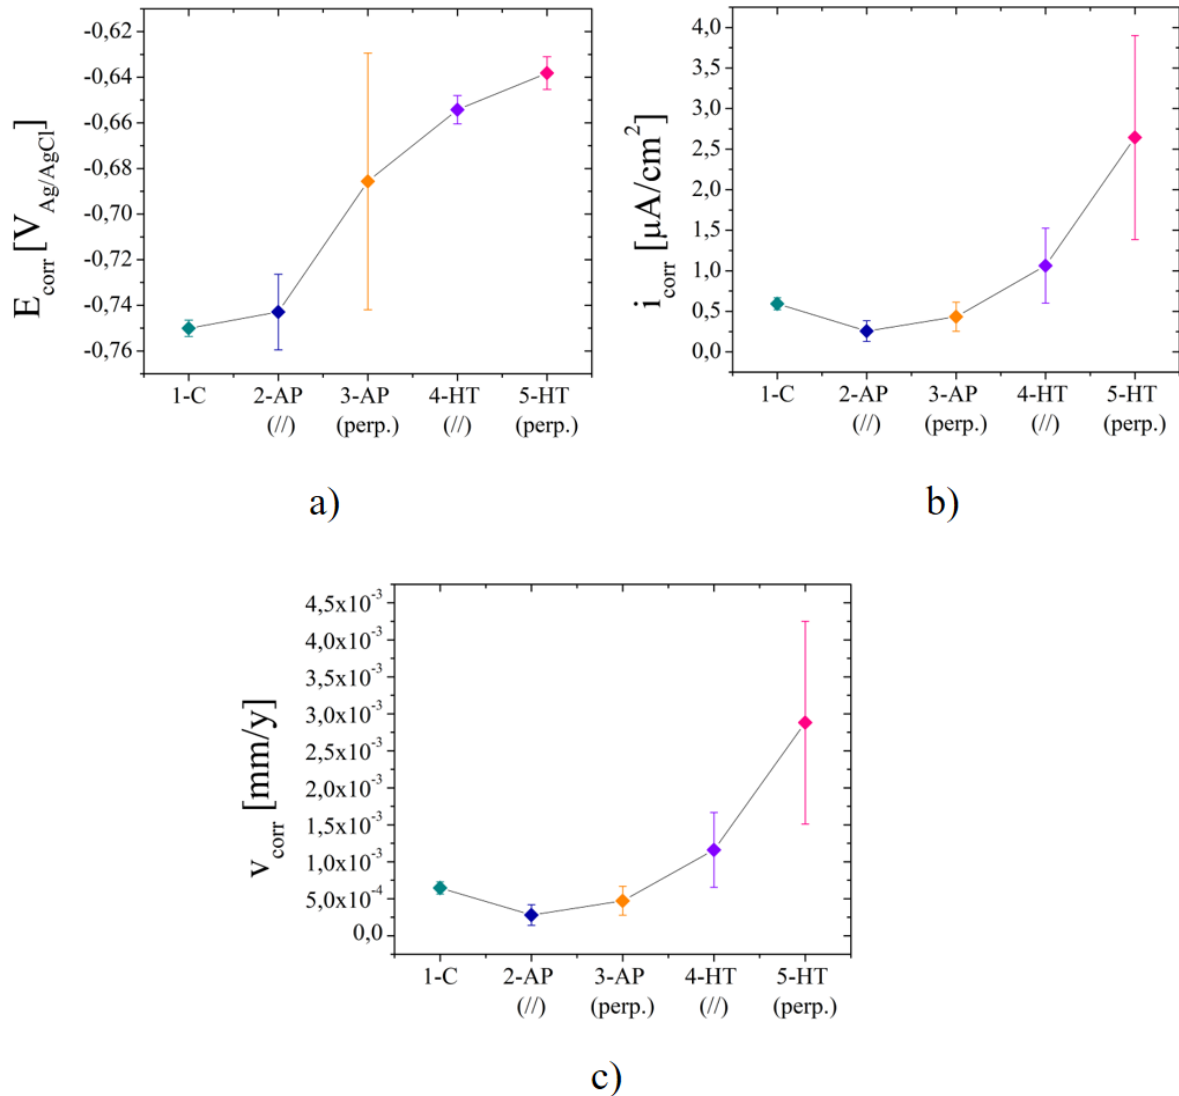 E_corr [V_Ag/AgCl]
-0,62
-0,64
-0,66
-0,68
-0,70
-0,72
-0,74
-0,76
1-C 2-AP 3-AP 4-HT 5-HT
(//) (perp.) (//) (perp.)
a)
i_corr [µA/cm²]
4,0
3,5
3,0
2,5
2,0
1,5
1,0
0,5
0,0
1-C 2-AP 3-AP 4-HT 5-HT
(//) (perp.) (//) (perp.)
b)
v_corr [mm/y]
4,5x10⁻³
4,0x10⁻³
3,5x10⁻³
3,0x10⁻³
2,5x10⁻³
2,0x10⁻³
1,5x10⁻³
1,0x10⁻³
5,0x10⁻⁴
0,0
1-C 2-AP 3-AP 4-HT 5-HT
(//) (perp.) (//) (perp.)
c)